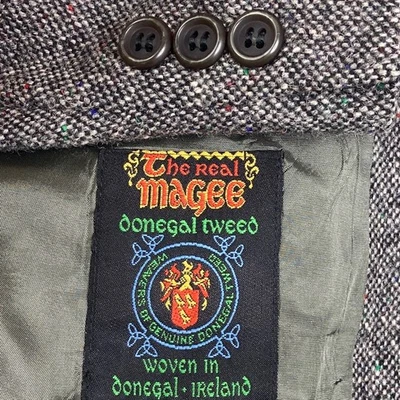 The Real
Magee
donegal tweed
WEAVERS OF GENUINE DONEGAL TWEED
WOVEN IN
DONEGAL · IRELAND